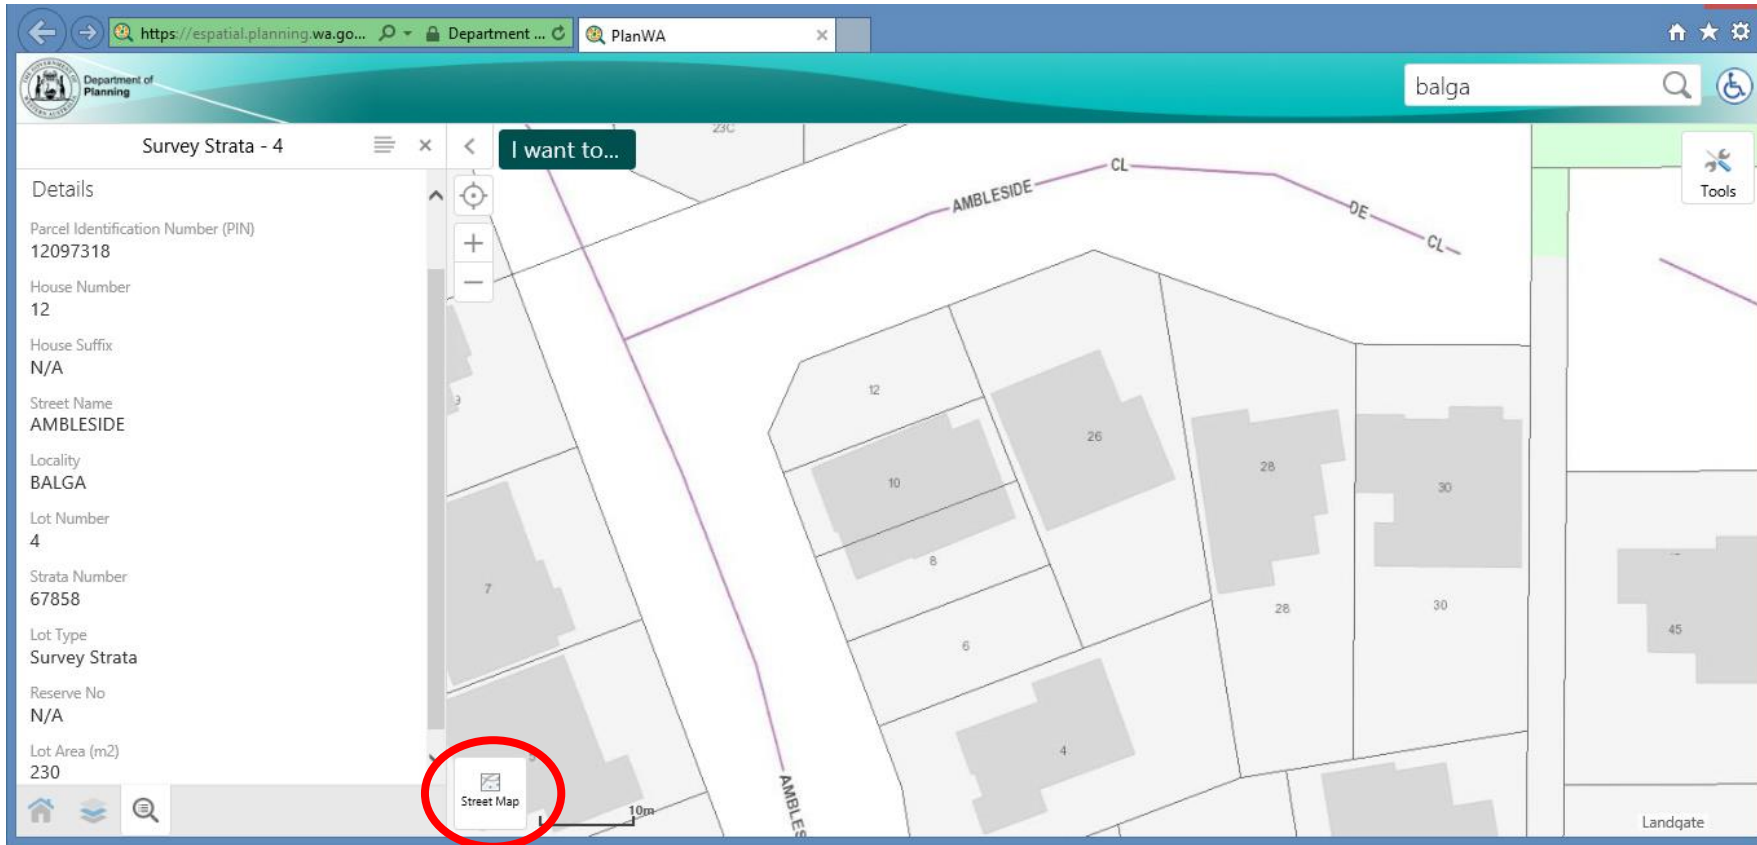 https://espatial.planning.wa.go...
Department ...
PlanWA
Department of
Planning
balga
Survey Strata - 4
I want to...
Tools
Details
Parcel Identification Number (PIN)
12097318
House Number
12
House Suffix
N/A
Street Name
AMBLESIDE
Locality
BALGA
Lot Number
4
Strata Number
67858
Lot Type
Survey Strata
Reserve No
N/A
Lot Area (m2)
230
23C
AMBLESIDE CL
DE CL
12
26
10
28
30
8
7
28
30
6
45
4
AMBLES
Street Map
10m
Landgate